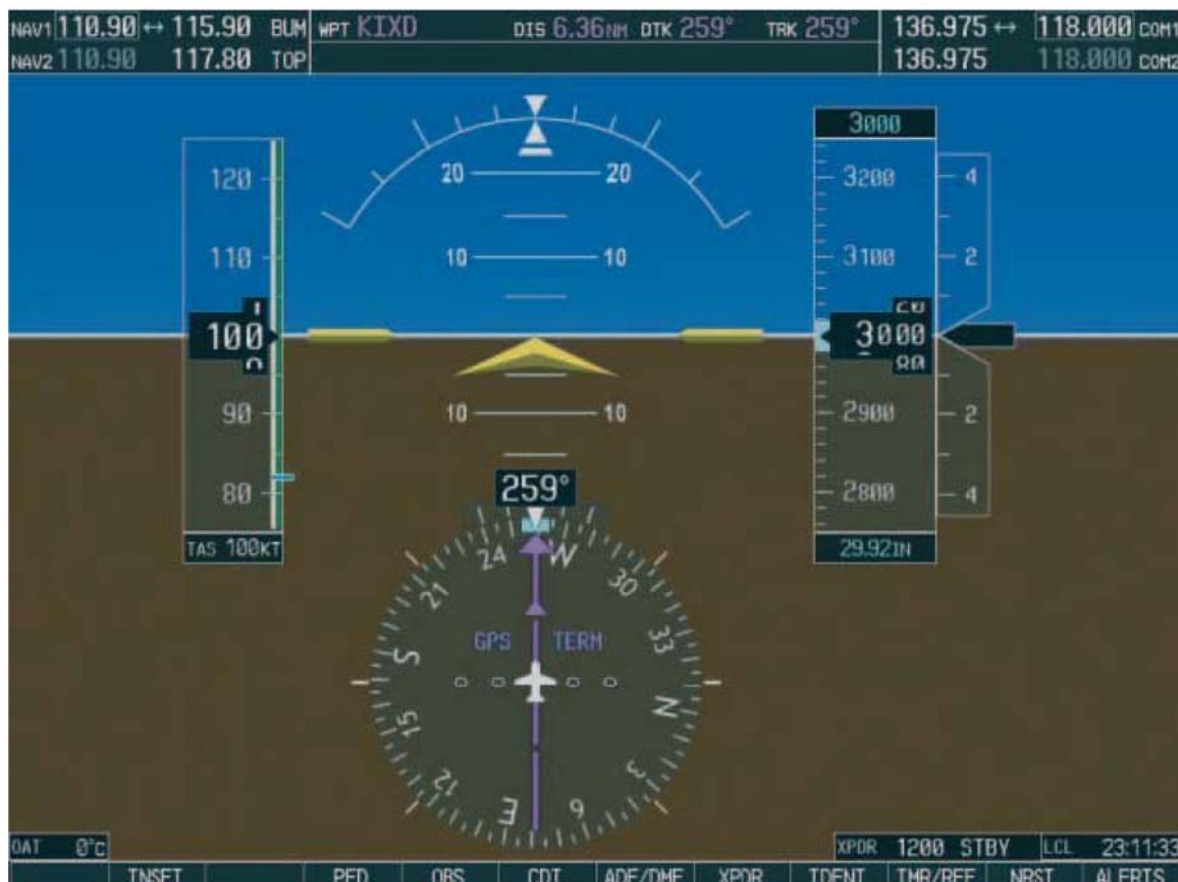 NAV1 110.90 ↔ 115.90 BUM WPT KIXD DIS 6.36NM DTK 259° TRK 259° 136.975 ↔ 118.000 COM1
NAV2 110.90 117.80 TOP 136.975 118.000 COM2
3000
120 20 20 3200 4
110 10 10 3100 2
100 3000
90 10 10 2900 2
80 259° 2800 4
TAS 100KT 29.92IN
24 W
21 30
GPS TERM 33
S
N
15
12 3
E 6
OAT 0°C XPDR 1200 STBY LCL 23:11:33
INSET PFD OBS CDI ADF/DME XPDR IDENT TMR/REF NRST ALERTS